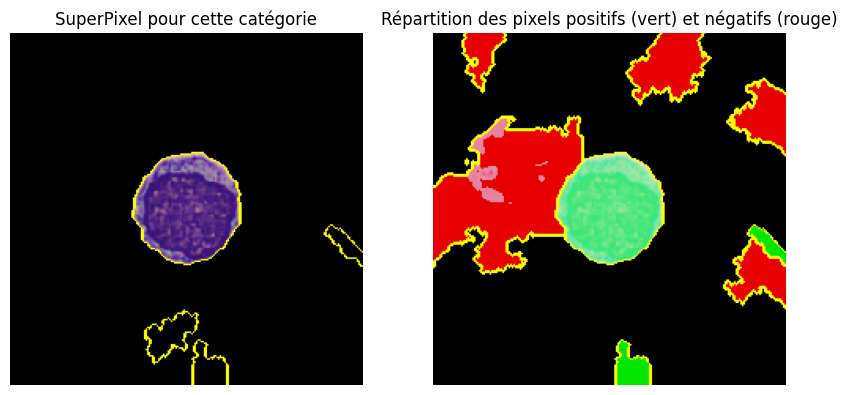 SuperPixel pour cette catégorie
Répartition des pixels positifs (vert) et négatifs (rouge)